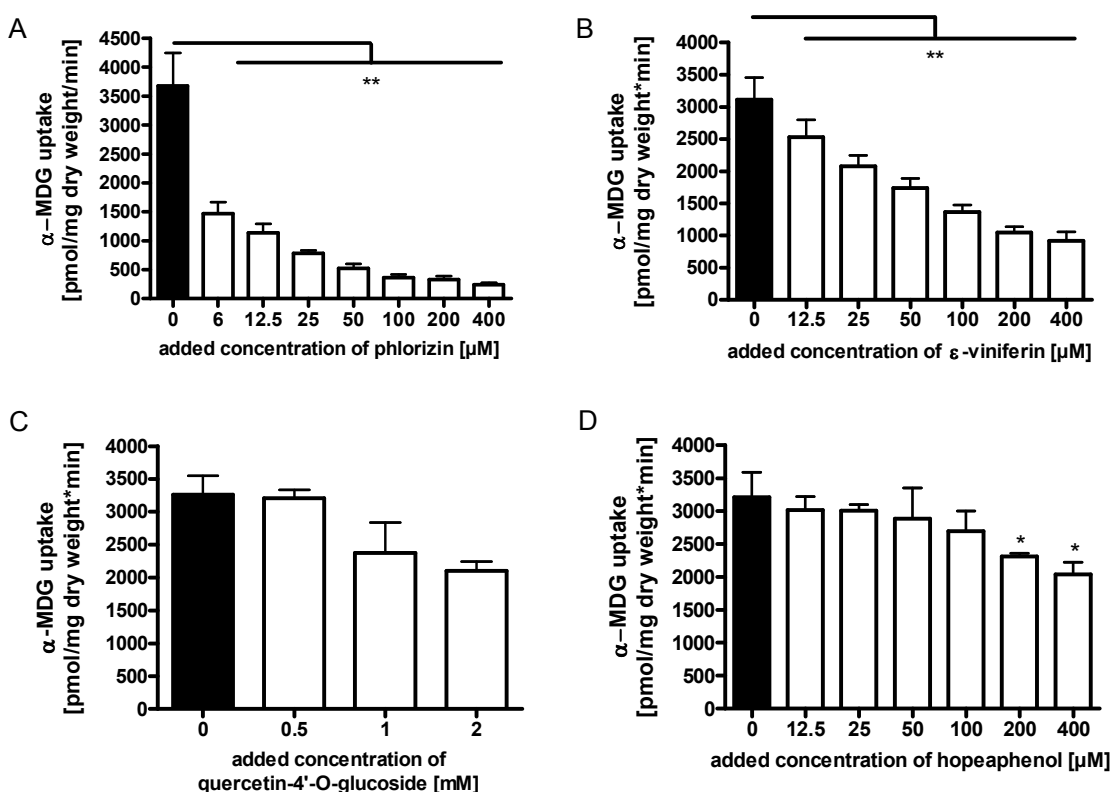 A
α–MDG uptake
[pmol/mg dry weight/min]
4500
4000
3500
3000
2500
2000
1500
1000
500
0
**
0 6 12.5 25 50 100 200 400
added concentration of phlorizin [µM]
B
α–MDG uptake
[pmol/mg dry weight*min]
4000
3500
3000
2500
2000
1500
1000
500
0
**
0 12.5 25 50 100 200 400
added concentration of ε-viniferin [µM]
C
α-MDG uptake
[pmol/mg dry weight*min]
4000
3500
3000
2500
2000
1500
1000
500
0
0 0.5 1 2
added concentration of
quercetin-4'-O-glucoside [mM]
D
α–MDG uptake
[pmol/mg dry weight*min]
4000
3500
3000
2500
2000
1500
1000
500
0
* *
0 12.5 25 50 100 200 400
added concentration of hopeaphenol [µM]